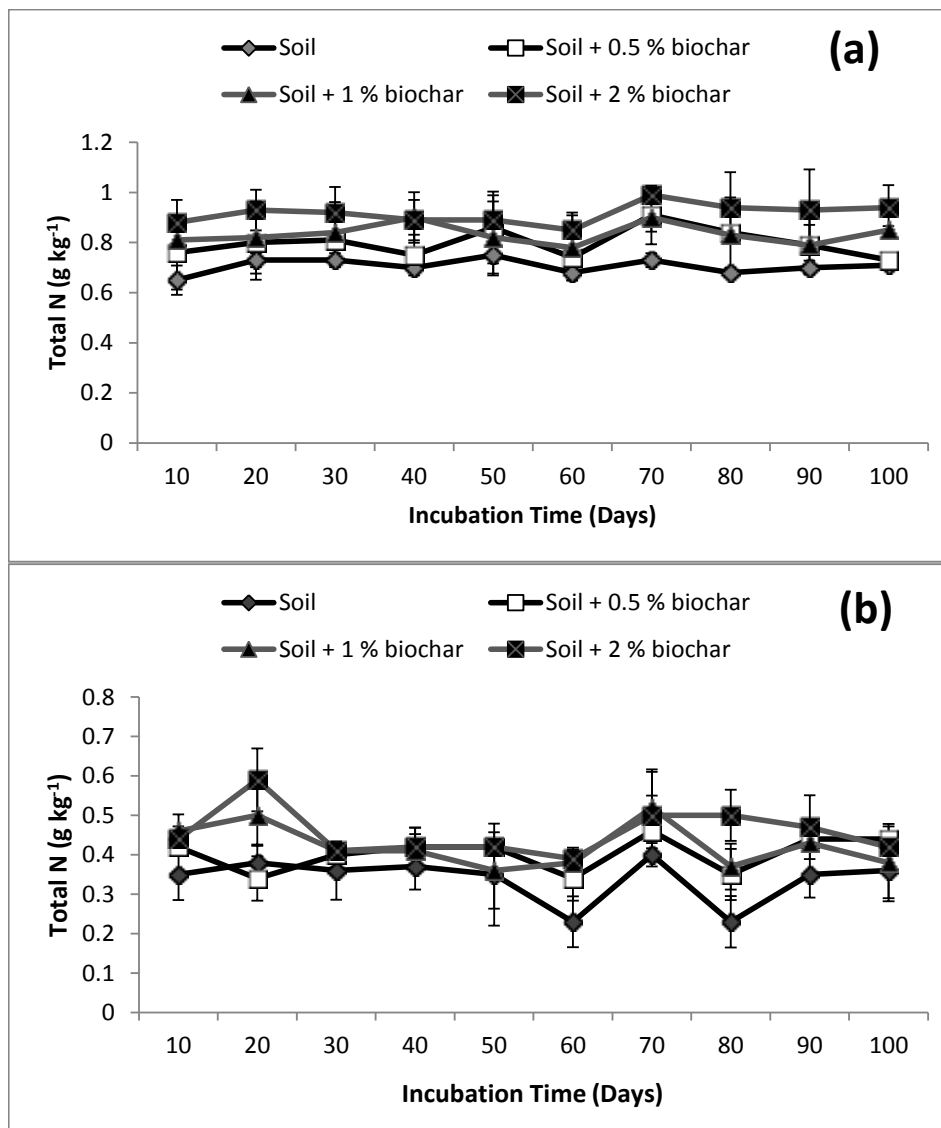 (a)
Soil
Soil + 0.5 % biochar
Soil + 1 % biochar
Soil + 2 % biochar
1.2
1
0.8
0.6
0.4
0.2
0
Total N (g kg⁻¹)
10 20 30 40 50 60 70 80 90 100
Incubation Time (Days)
(b)
Soil
Soil + 0.5 % biochar
Soil + 1 % biochar
Soil + 2 % biochar
0.8
0.7
0.6
0.5
0.4
0.3
0.2
0.1
0
Total N (g kg⁻¹)
10 20 30 40 50 60 70 80 90 100
Incubation Time (Days)